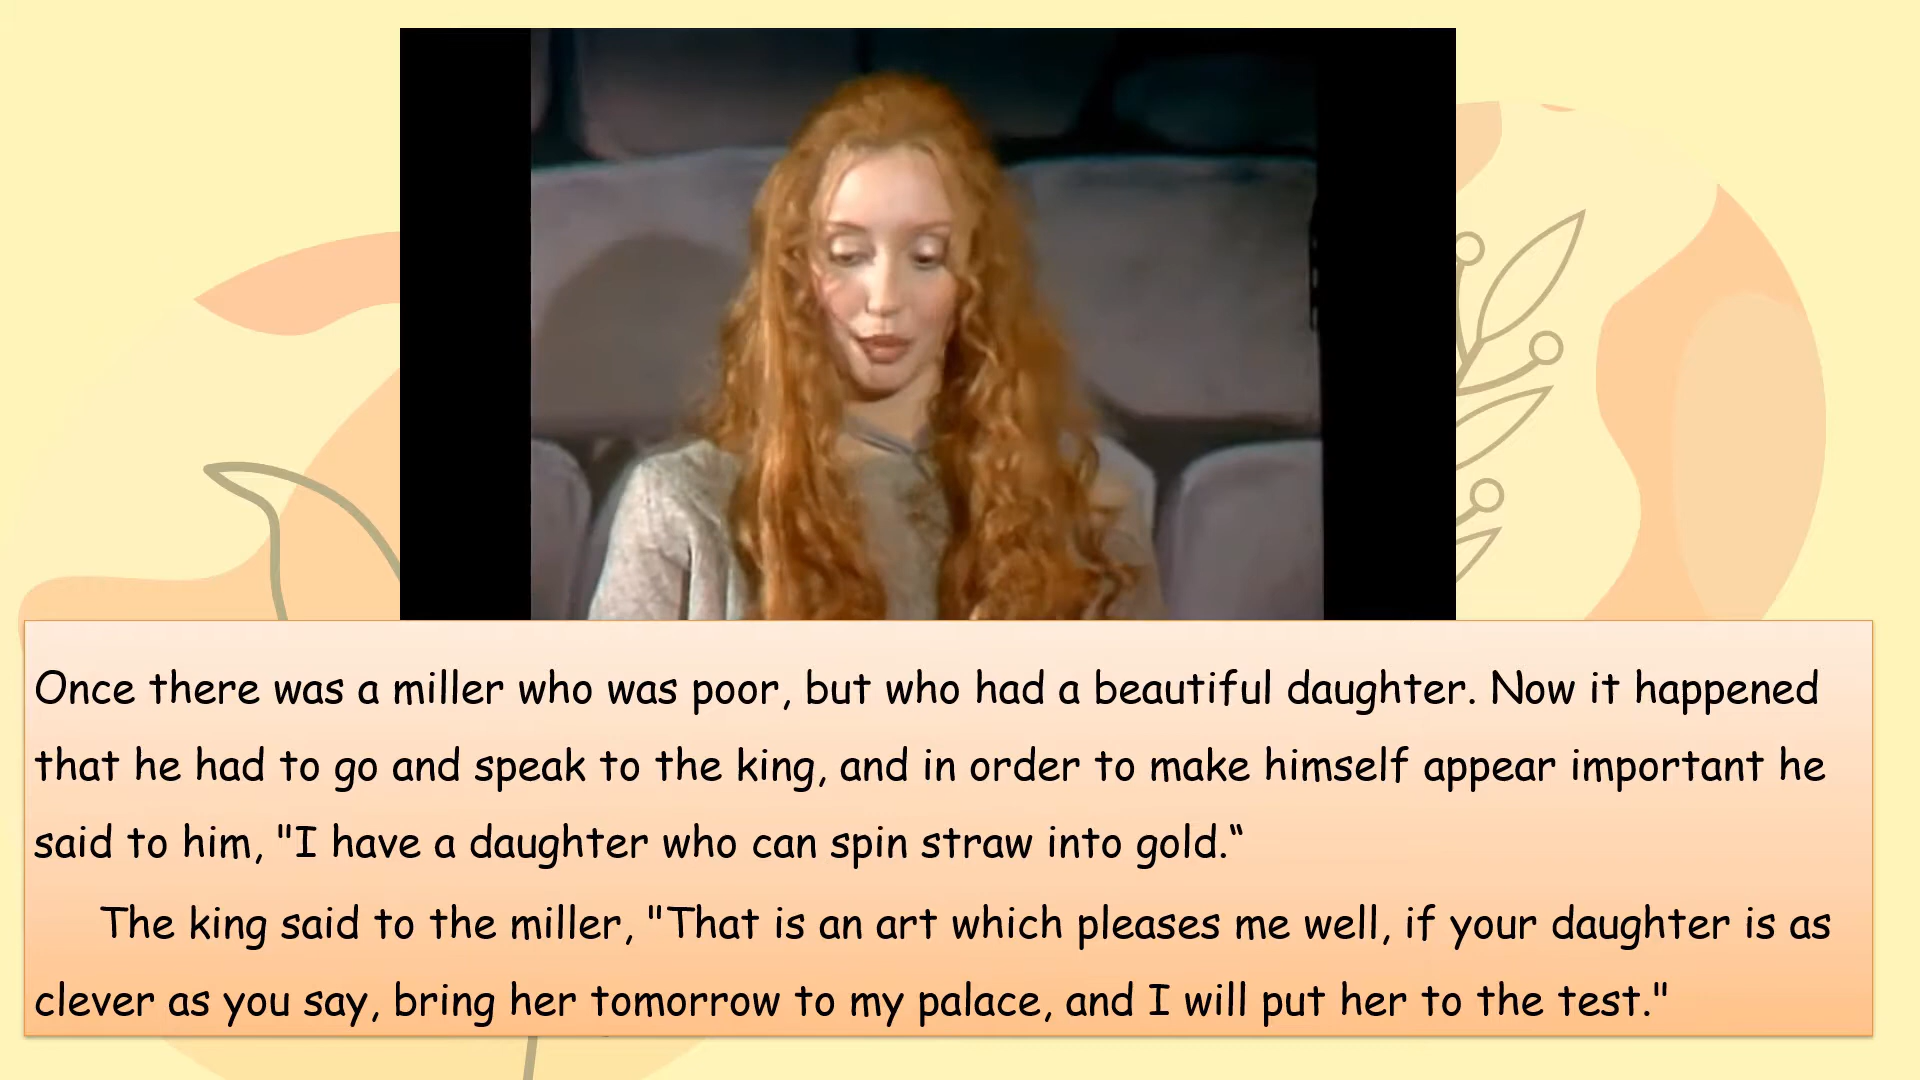 Once there was a miller who was poor, but who had a beautiful daughter. Now it happened
that he had to go and speak to the king, and in order to make himself appear important he
said to him, "I have a daughter who can spin straw into gold.“
The king said to the miller, "That is an art which pleases me well, if your daughter is as
clever as you say, bring her tomorrow to my palace, and I will put her to the test."